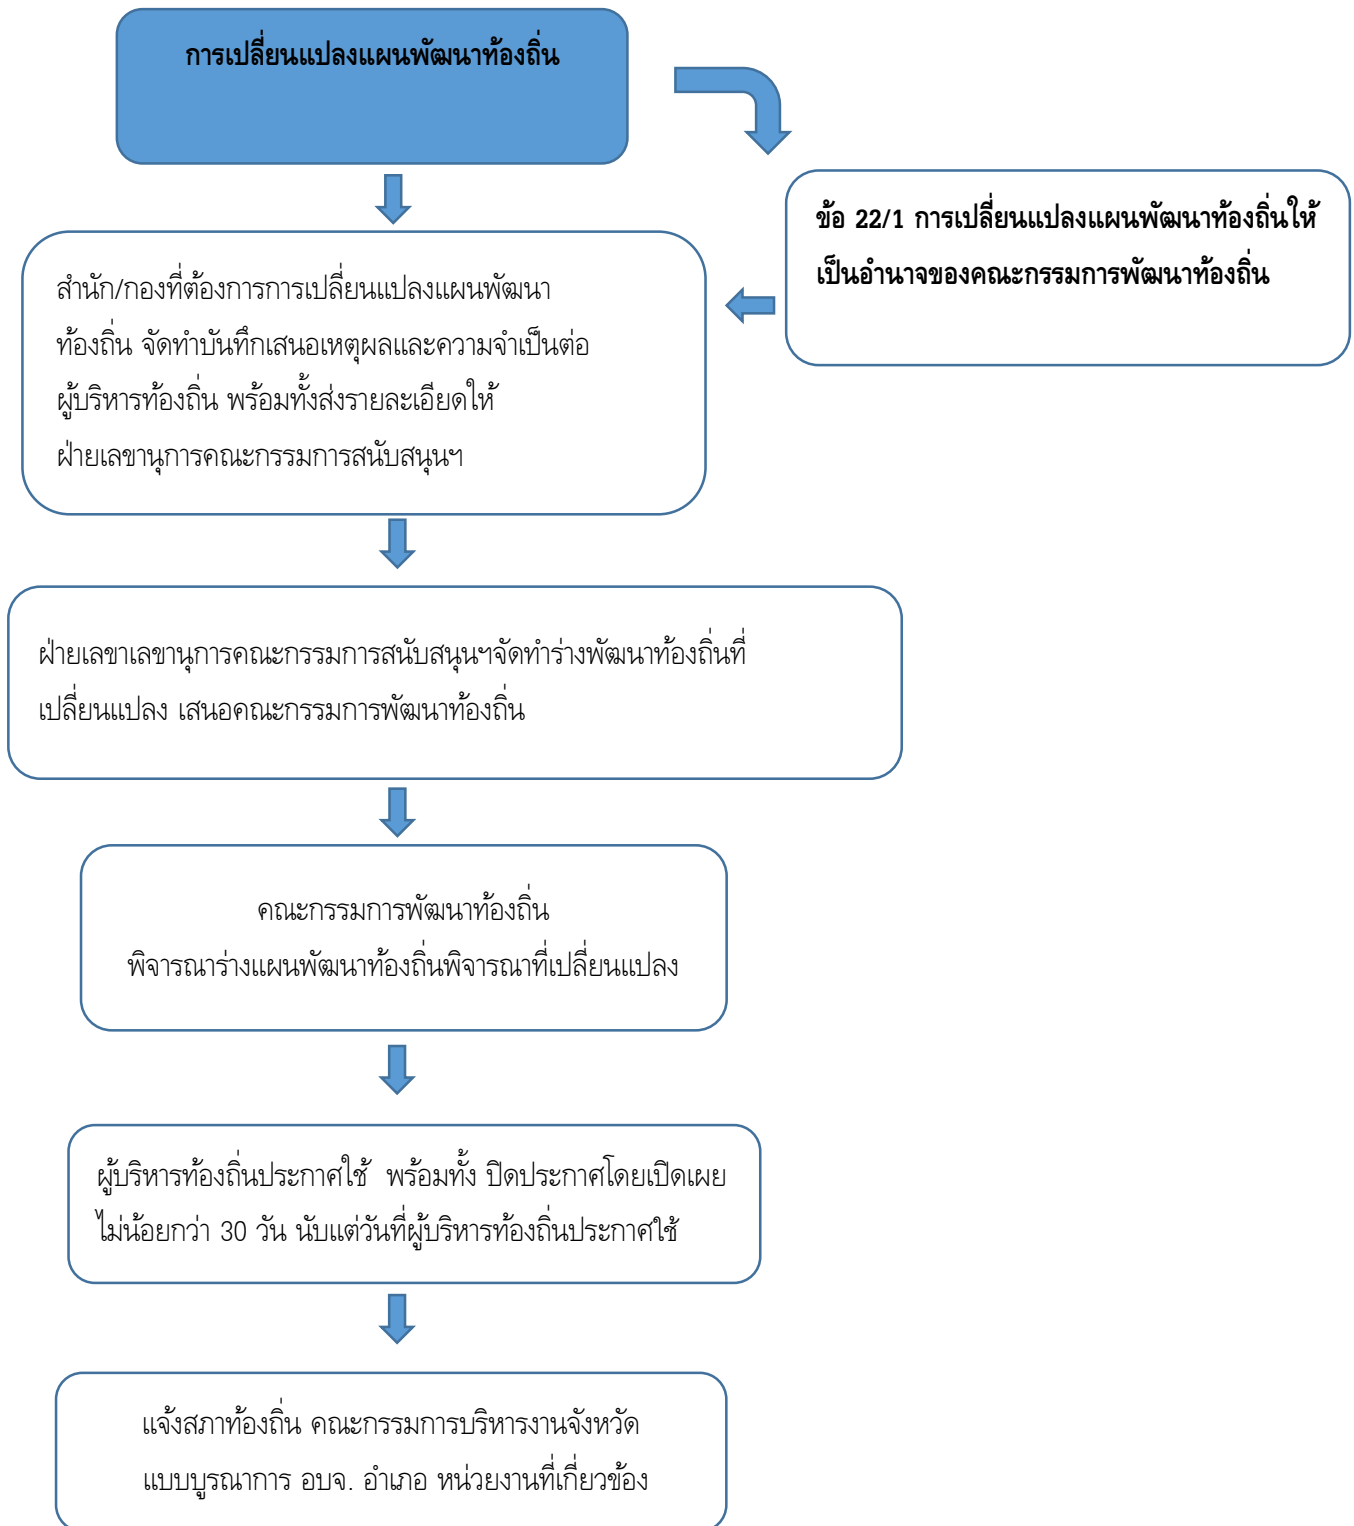 การเปลี่ยนแปลงแผนพัฒนาท้องถิ่น
ข้อ 22/1 การเปลี่ยนแปลงแผนพัฒนาท้องถิ่นให้
เป็นอำนาจของคณะกรรมการพัฒนาท้องถิ่น
สำนัก/กองที่ต้องการการเปลี่ยนแปลงแผนพัฒนา
ท้องถิ่น จัดทำบันทึกเสนอเหตุผลและความจำเป็นต่อ
ผู้บริหารท้องถิ่น พร้อมทั้งส่งรายละเอียดให้
ฝ่ายเลขานุการคณะกรรมการสนับสนุนฯ
ฝ่ายเลขาเลขานุการคณะกรรมการสนับสนุนฯจัดทำร่างพัฒนาท้องถิ่นที่
เปลี่ยนแปลง เสนอคณะกรรมการพัฒนาท้องถิ่น
คณะกรรมการพัฒนาท้องถิ่น
พิจารณาร่างแผนพัฒนาท้องถิ่นพิจารณาที่เปลี่ยนแปลง
ผู้บริหารท้องถิ่นประกาศใช้ พร้อมทั้ง ปิดประกาศโดยเปิดเผย
ไม่น้อยกว่า 30 วัน นับแต่วันที่ผู้บริหารท้องถิ่นประกาศใช้
แจ้งสภาท้องถิ่น คณะกรรมการบริหารงานจังหวัด
แบบบูรณาการ อบจ. อำเภอ หน่วยงานที่เกี่ยวข้อง